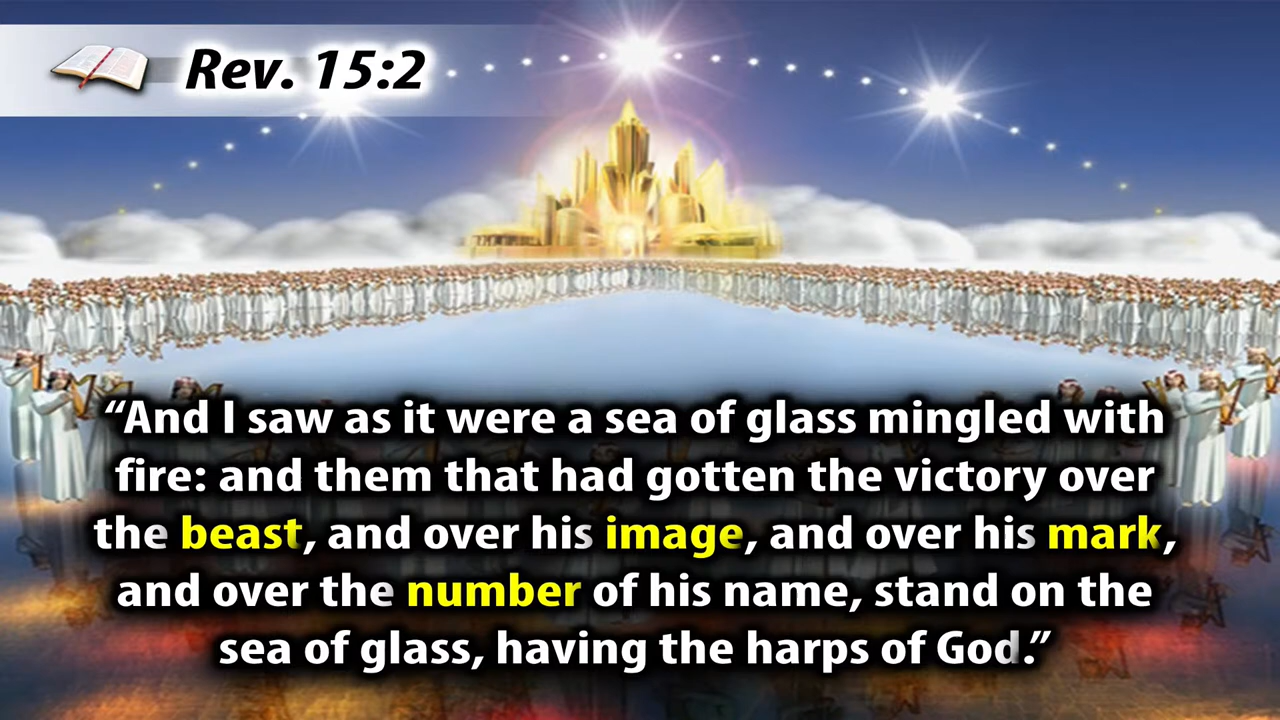 Rev. 15:2
“And I saw as it were a sea of glass mingled with
fire: and them that had gotten the victory over
the beast, and over his image, and over his mark,
and over the number of his name, stand on the
sea of glass, having the harps of God.”